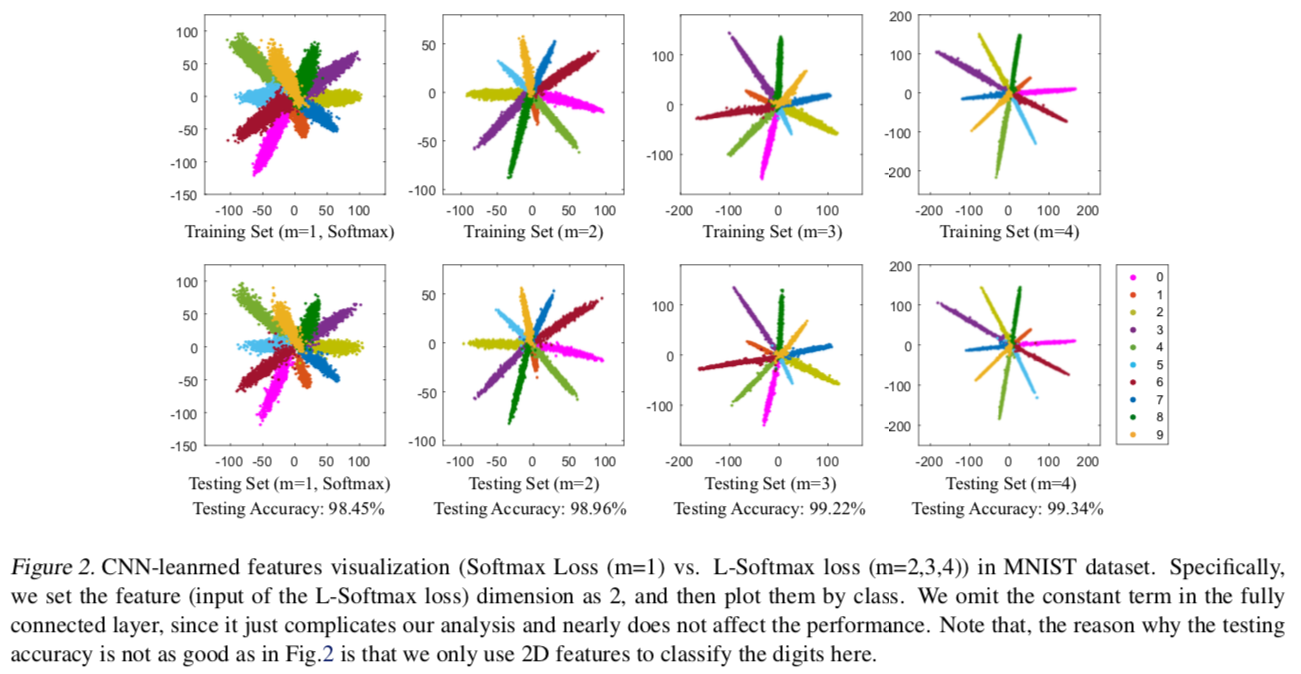 100
50
0
-50
-100
-150
-100 -50 0 50 100
Training Set (m=1, Softmax)
50
0
-50
-100
-100 -50 0 50 100
Training Set (m=2)
100
0
-100
-200 -100 0 100
Training Set (m=3)
200
100
0
-100
-200
-200 -100 0 100 200
Training Set (m=4)
100
50
0
-50
-100
-150
-100 -50 0 50 100
Testing Set (m=1, Softmax)
Testing Accuracy: 98.45%
50
0
-50
-100
-100 -50 0 50 100
Testing Set (m=2)
Testing Accuracy: 98.96%
100
0
-100
-200 -100 0 100
Testing Set (m=3)
Testing Accuracy: 99.22%
200
100
0
-100
-200
-200 -100 0 100 200
Testing Set (m=4)
Testing Accuracy: 99.34%
0
1
2
3
4
5
6
7
8
9
Figure 2. CNN-leanrned features visualization (Softmax Loss (m=1) vs. L-Softmax loss (m=2,3,4)) in MNIST dataset. Specifically,
we set the feature (input of the L-Softmax loss) dimension as 2, and then plot them by class. We omit the constant term in the fully
connected layer, since it just complicates our analysis and nearly does not affect the performance. Note that, the reason why the testing
accuracy is not as good as in Fig.2 is that we only use 2D features to classify the digits here.